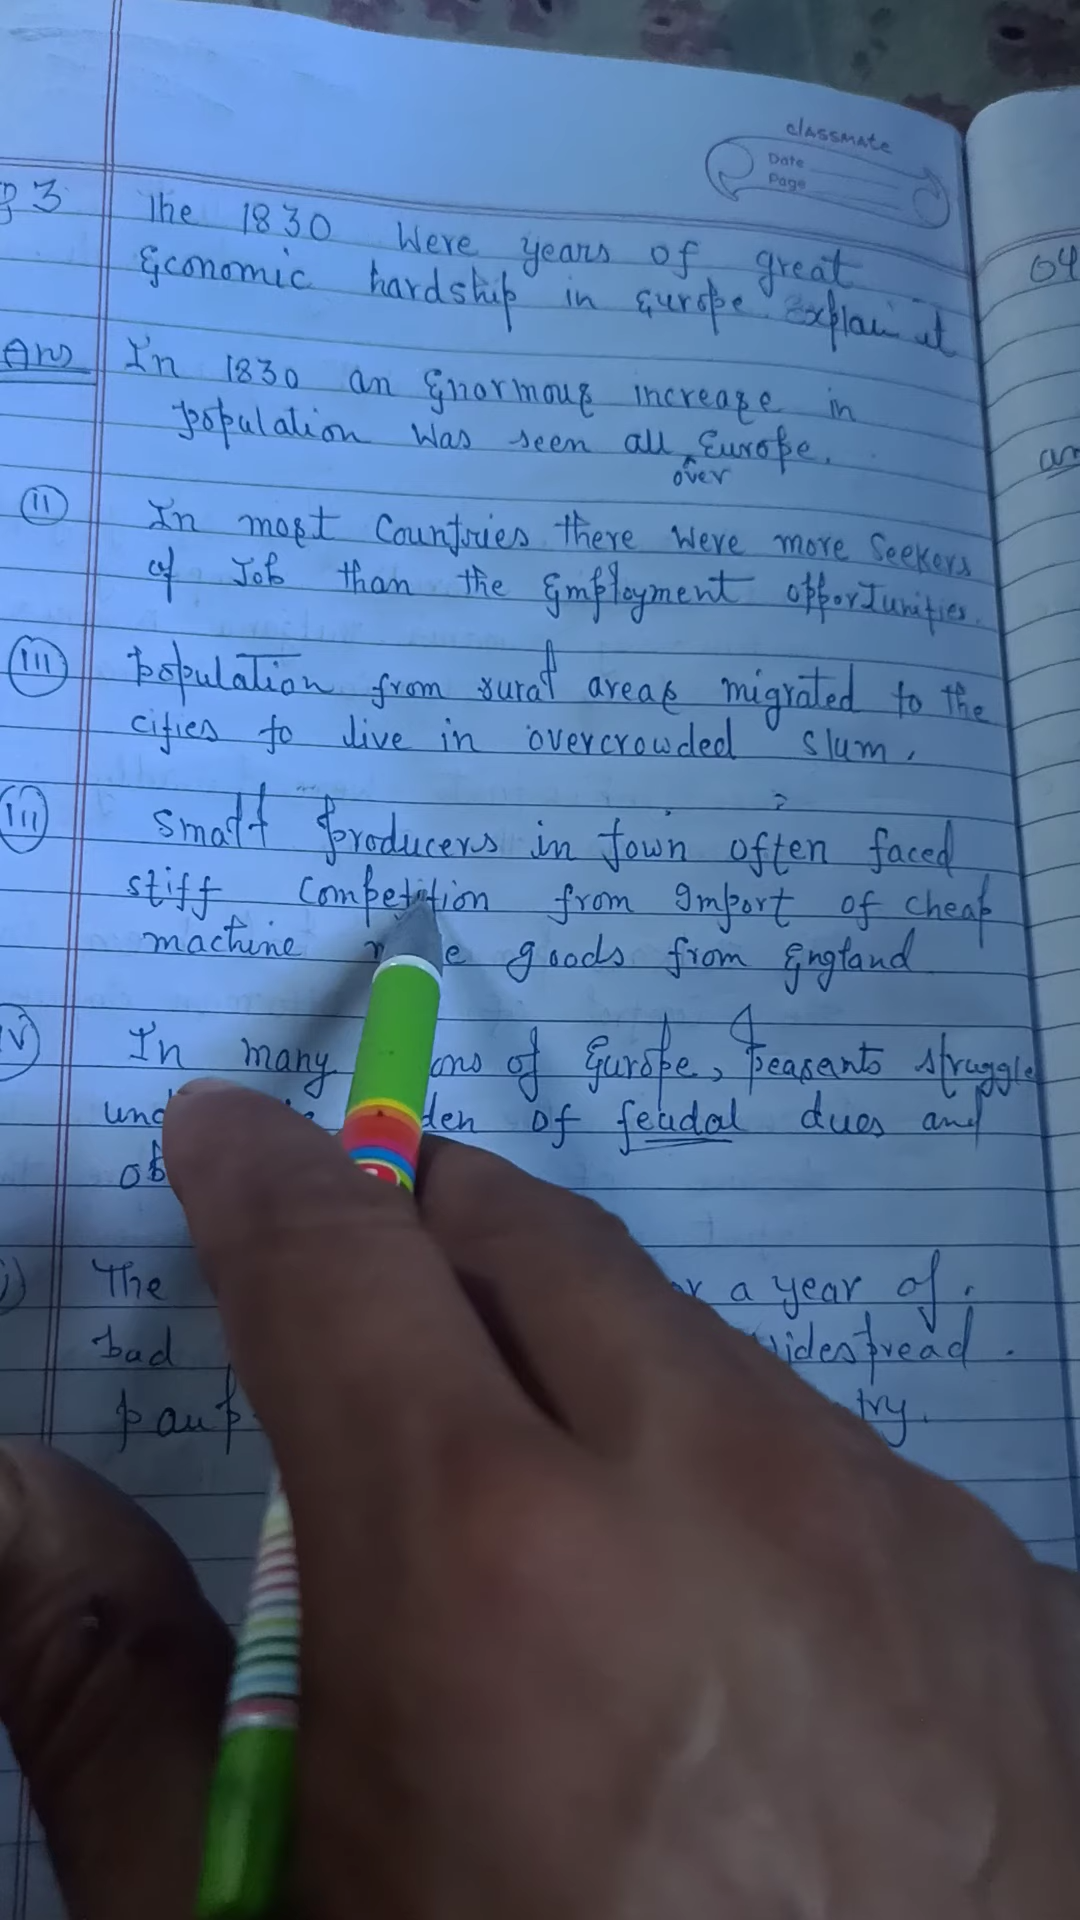 classmate
Date
Page
Q 3 The 1830 Were years of great
Economic hardship in Europe. Explain it
Ans In 1830 an Enormous increase in
population was seen all Europe.
over
(II) In most Countries there were more Seekers
of Job than the Employment opportunities.
(III) population from rural areas migrated to the
cities to live in overcrowded slum.
(III) Small producers in town often faced
stiff competition from Import of cheap
machine goods from England
In many of Europe, peasants struggle
of feudal dues and
The a year of
bad widespread
04